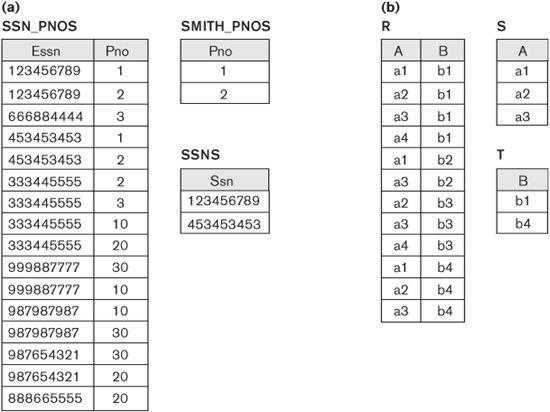 (a)
SSN_PNOS
Essn Pno
123456789 1
123456789 2
666884444 3
453453453 1
453453453 2
333445555 2
333445555 3
333445555 10
333445555 20
999887777 30
999887777 10
987987987 10
987987987 30
987654321 30
987654321 20
888665555 20
SMITH_PNOS
Pno
1
2
SSNS
Ssn
123456789
453453453
(b)
R
A B
a1 b1
a2 b1
a3 b1
a4 b1
a1 b2
a3 b2
a2 b3
a3 b3
a4 b3
a1 b4
a2 b4
a3 b4
S
A
a1
a2
a3
T
B
b1
b4